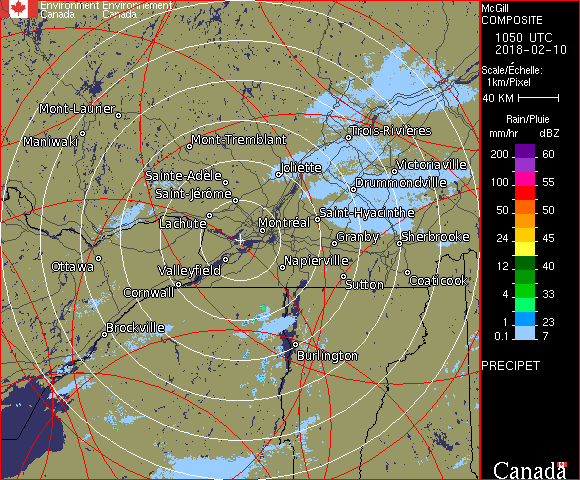 Environment Environnement
Canada Canada
McGill
COMPOSITE
1050 UTC
2018-02-10
Scale/Échelle:
1km/Pixel
40 KM
Rain/Pluie
mm/hr dBZ
200 60
100 55
50 50
24 45
12 40
4 33
1 23
0.1 7
PRECIPET
Canada
Mont-Laurier
Maniwaki
Mont-Tremblant
Trois-Rivières
Joliette
Victoriaville
Sainte-Adèle
Drummondville
Saint-Jérôme
Saint-Hyacinthe
Lachute
Montréal
Granby
Sherbrooke
Ottawa
Valleyfield
Napierville
Cornwall
Sutton
Coaticook
Brockville
Burlington